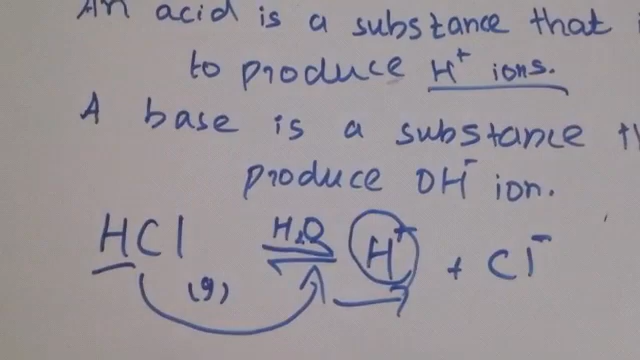 An acid is a substance that
to produce H⁺ ions.
A base is a substance
produce OH⁻ ion.
HCl (g) H₂O ⇌ H⁺ + Cl⁻